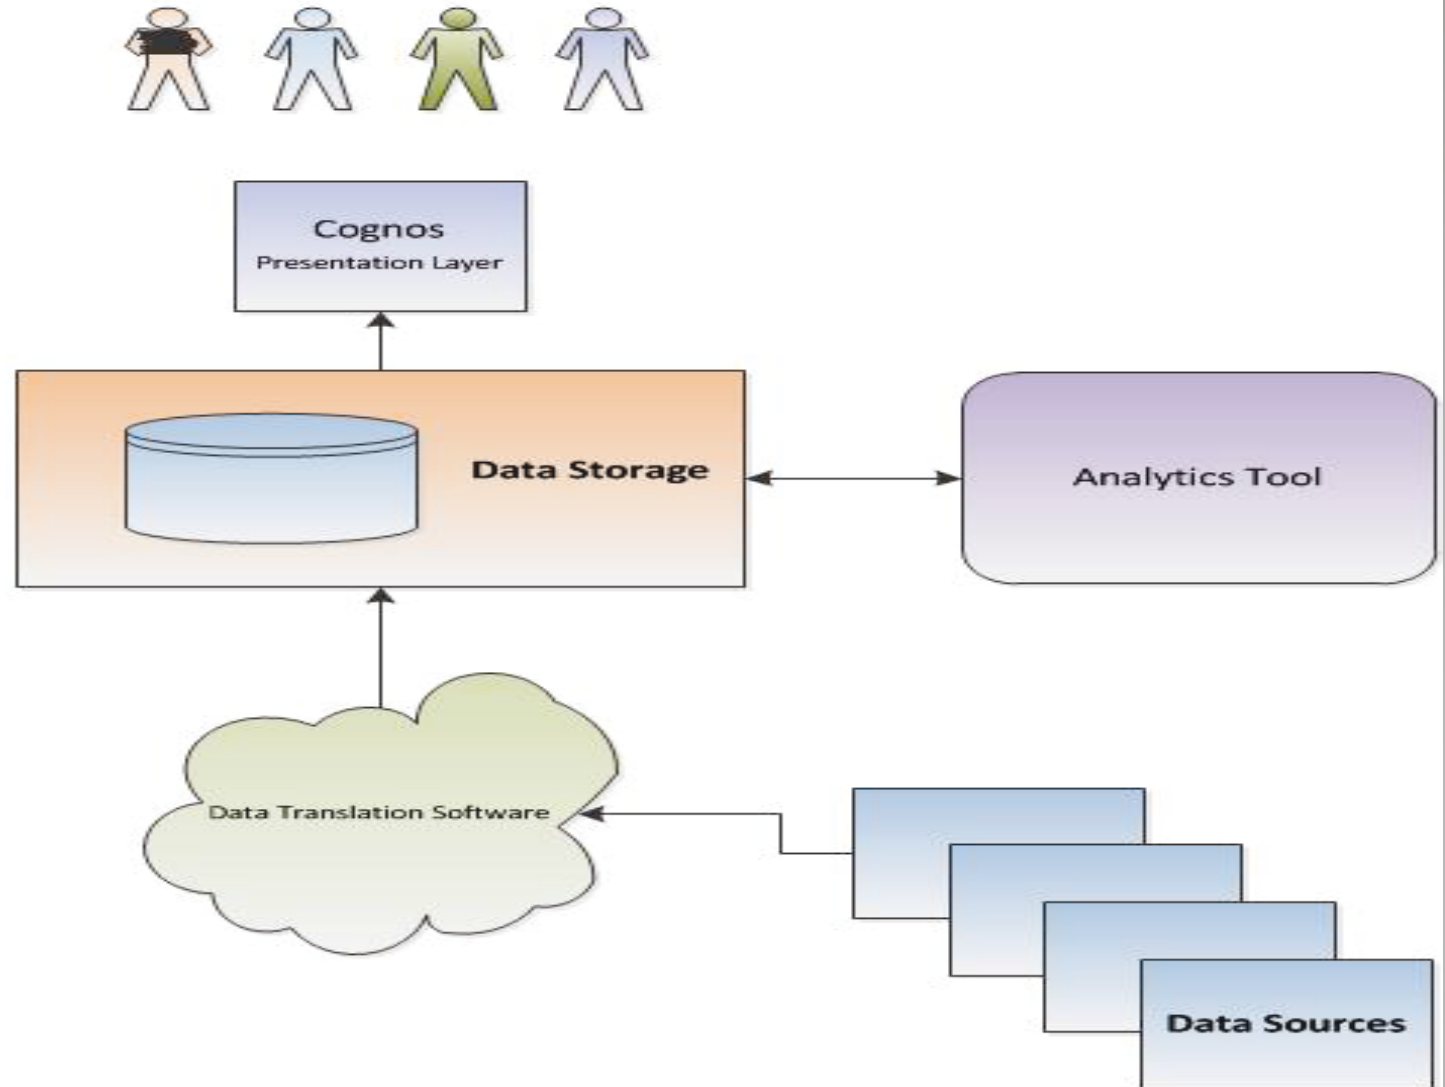 Cognos
Presentation Layer
Data Storage
Analytics Tool
Data Translation Software
Data Sources